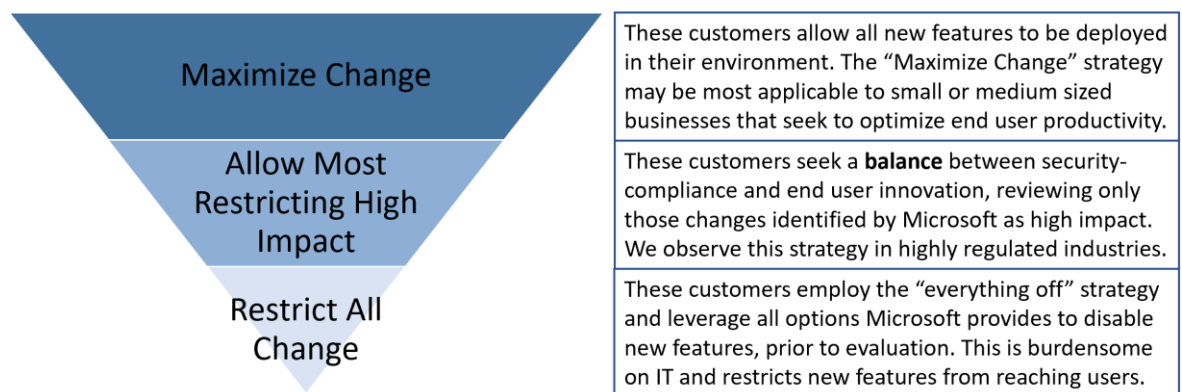 Maximize Change
These customers allow all new features to be deployed
in their environment. The “Maximize Change” strategy
may be most applicable to small or medium sized
businesses that seek to optimize end user productivity.
Allow Most
Restricting High
Impact
These customers seek a balance between security-
compliance and end user innovation, reviewing only
those changes identified by Microsoft as high impact.
We observe this strategy in highly regulated industries.
Restrict All
Change
These customers employ the “everything off” strategy
and leverage all options Microsoft provides to disable
new features, prior to evaluation. This is burdensome
on IT and restricts new features from reaching users.